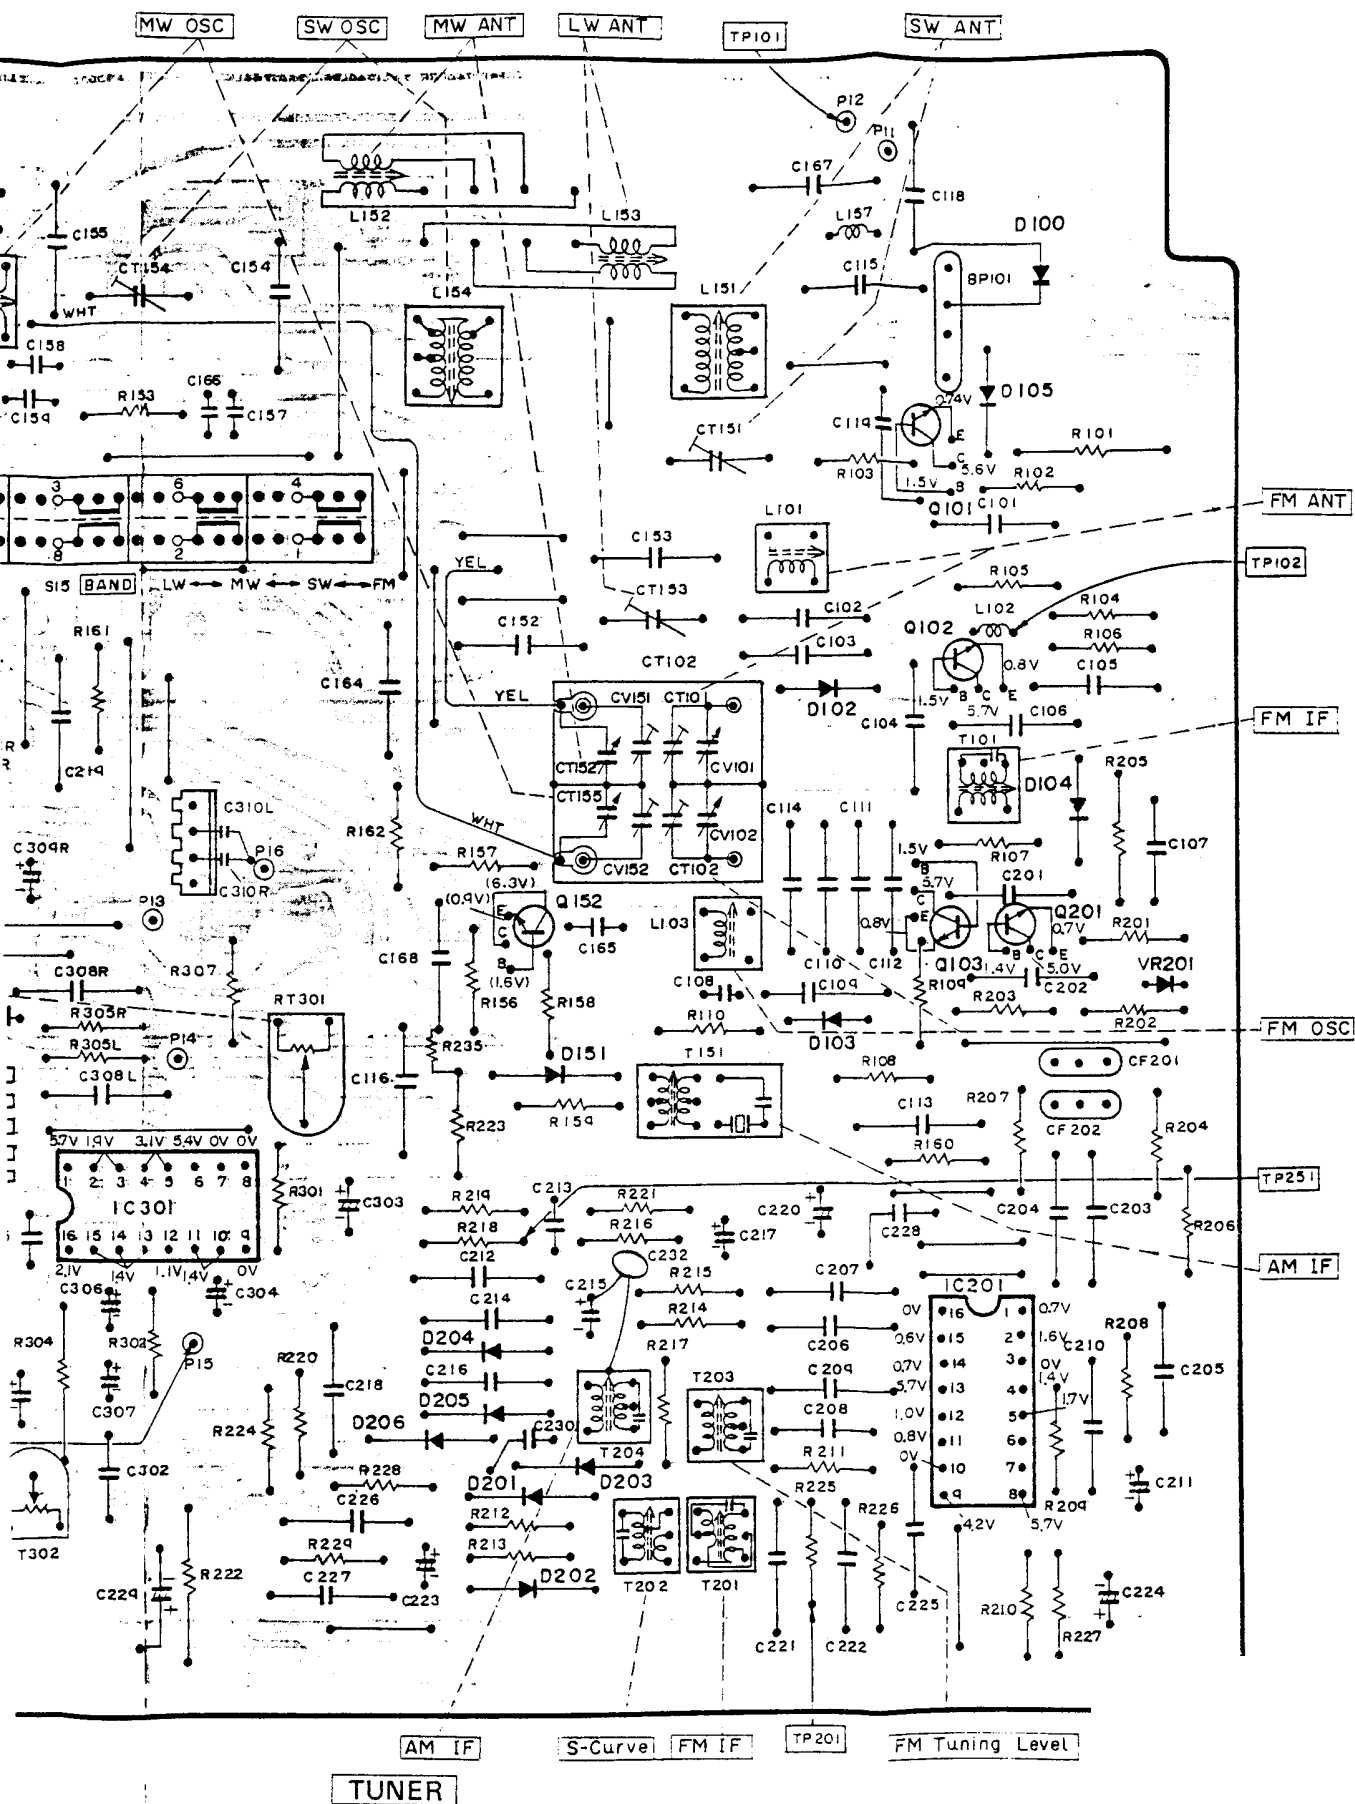 MW OSC SW OSC MW ANT LW ANT TP101 SW ANT
P12
P11
C167
C118
L152 L153 L157 D100
C155
CT154 C154 C115 BP101
L154 L151
WHT
C158
C166 D105
C159 R153 C157 0.74V
C119 E
CT151 R101
C
R103 5.6V R102
1.5V B
3 6 4
Q101 C101 FM ANT
L101
8 2 1
C153
YEL TP102
S15 BAND LW MW SW FM R105
CT153 R104
C102 L102
R161 C152 Q102 R106
C103
CT102 0.8V C105
C164 YEL CV151 CT101 1.5V B C E
D102 5.7V
C104 C106 FM IF
T101
R205
C219 CT152 CV101
D104
CT155
C310L C114 C111
R162 WHT CV102
C309R P16 R157 1.5V R107 C107
CV152 CT102 B
C310R (6.3V) 5.7V C201
(0.9V) Q152 C
P13 E L103 0.8V Q201
C 0.7V R201
C165
C168 B C110 C112 Q103 B C E
C308R R307 (1.6V) 1.4V 5.0V VR201
C108 C109 R109 C202
RT301 R156 R158 R203
R305R R110 R202 FM OSC
P14 R235 D103
R305L T151
D151 CF201
C308L C116 R108
R207
R159 C113
R223 CF202 R204
5.7V 1.9V 3.1V 5.4V 0V 0V R160
1 2 3 4 5 6 7 8 TP251
IC301 R301 C303 R219 C213 R221 C220 C204 C203
R218 R216 C217 C228 R206
16 15 14 13 12 11 10 9
C212 C232
2.1V 1.4V 1.1V 1.4V 0V R215 C207 AM IF
C306 C304 C215 IC201
C214 R214 0V 16 1 0.7V
R304 R302 D204 C206 0.6V 15 2 1.6V C210 R208
P15 R220 R217
C216 C209 0.7V 14 3 0V C205
T203 1.4V
C307 C218 D205 5.7V 13 4 1.7V
D206 C208 1.0V 12 5
R224 C230
T204 0.8V 11 6
C302 R211 0V
R228 D201 D203 10 7 C211
R225
C226 9 8 R209
R212 R226
4.2V 5.7V
T302 R229 R213
R222 D202 T202 T201
C229 C227 C223 C225 C224
R210
C221 C222 R227
AM IF S-Curve FM IF TP201 FM Tuning Level
TUNER